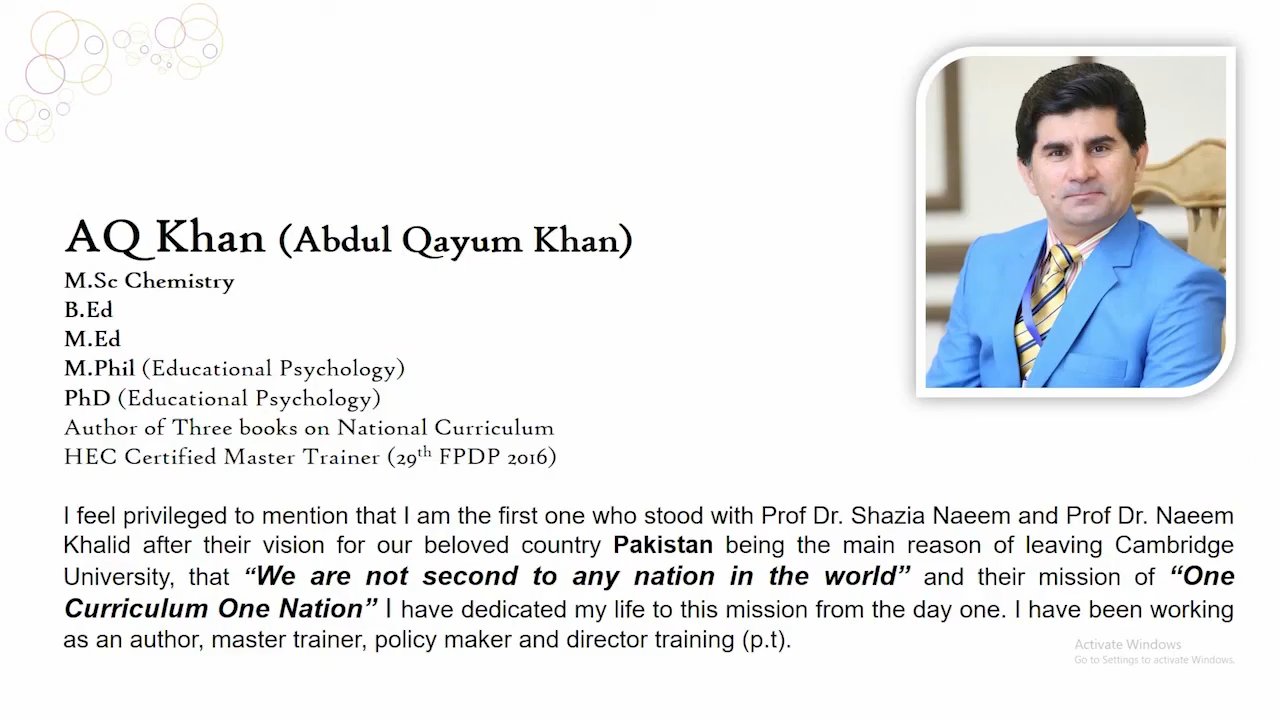 AQ Khan (Abdul Qayum Khan)
M.Sc Chemistry
B.Ed
M.Ed
M.Phil (Educational Psychology)
PhD (Educational Psychology)
Author of Three books on National Curriculum
HEC Certified Master Trainer (29th FPDP 2016)
I feel privileged to mention that I am the first one who stood with Prof Dr. Shazia Naeem and Prof Dr. Naeem
Khalid after their vision for our beloved country Pakistan being the main reason of leaving Cambridge
University, that “We are not second to any nation in the world” and their mission of “One
Curriculum One Nation” I have dedicated my life to this mission from the day one. I have been working
as an author, master trainer, policy maker and director training (p.t).
Activate Windows
Go to Settings to activate Windows.